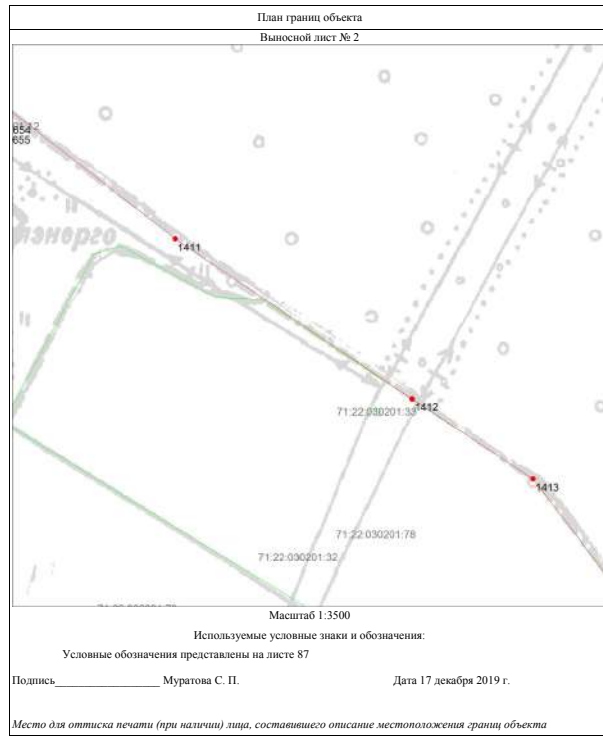 План границ объекта
Выносной лист № 2
654
655
1411
71:22:030201:33
1412
1413
71:22:030201:78
71:22:030201:32
Масштаб 1:3500
Используемые условные знаки и обозначения:
Условные обозначения представлены на листе 87
Подпись__________________ Муратова С. П. Дата 17 декабря 2019 г.
Место для оттиска печати (при наличии) лица, составившего описание местоположения границ объекта